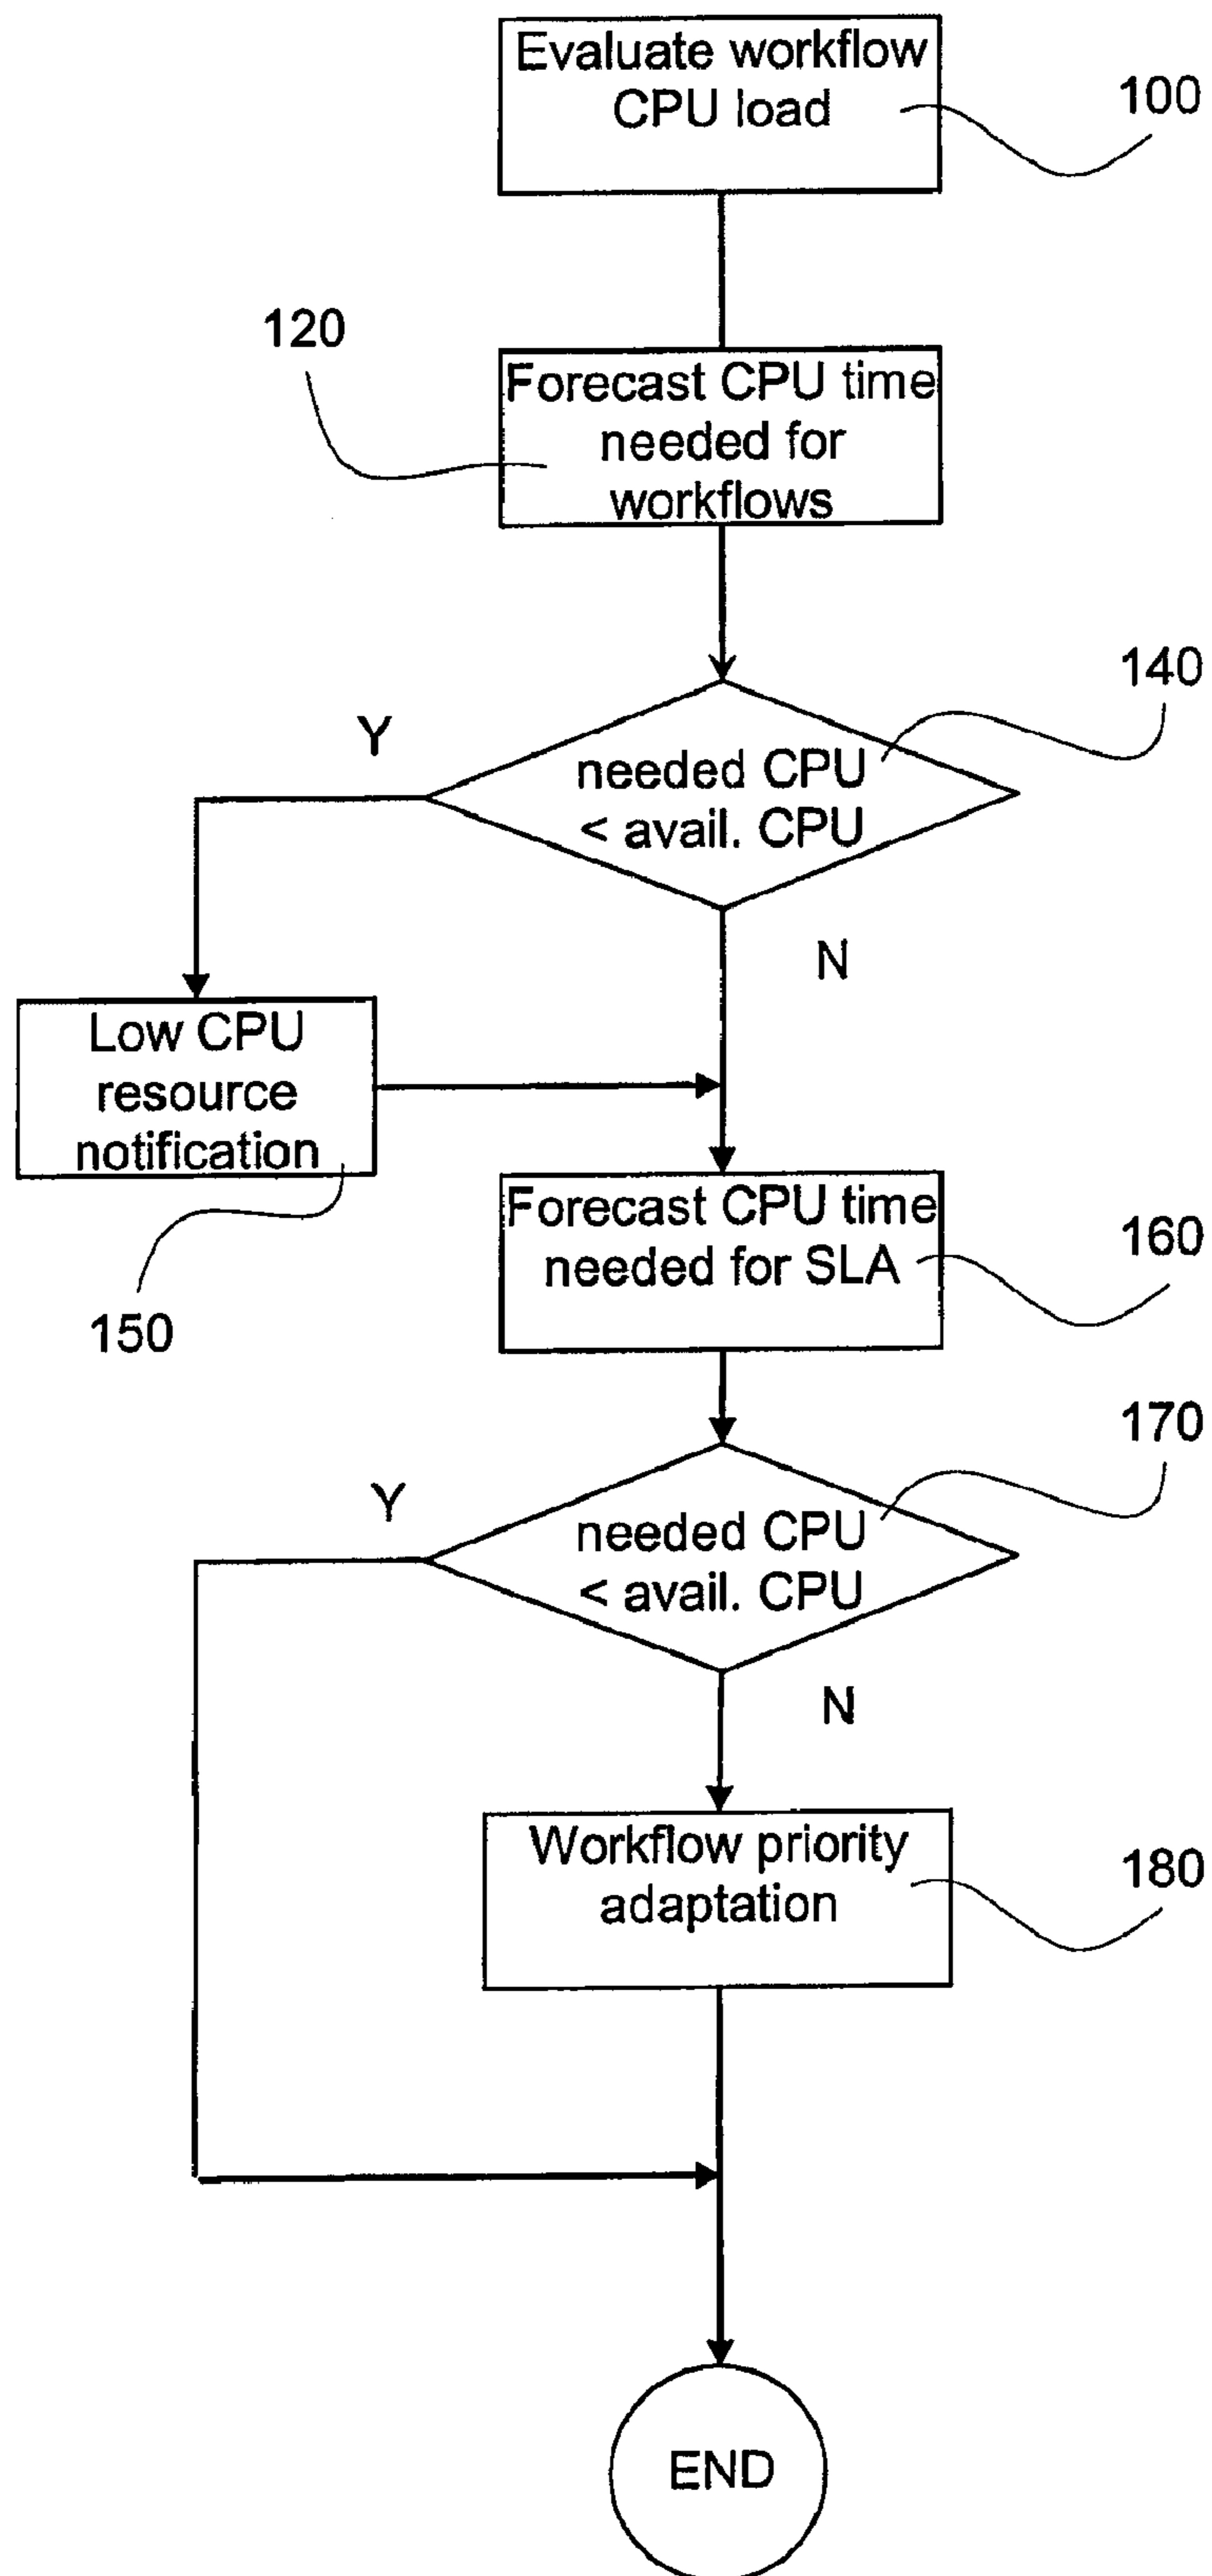 Evaluate workflow
CPU load
100
120
Forecast CPU time
needed for
workflows
140
Y
needed CPU
< avail. CPU
N
Low CPU
resource
notification
150
Forecast CPU time
needed for SLA
160
170
Y
needed CPU
< avail. CPU
N
Workflow priority
adaptation
180
END